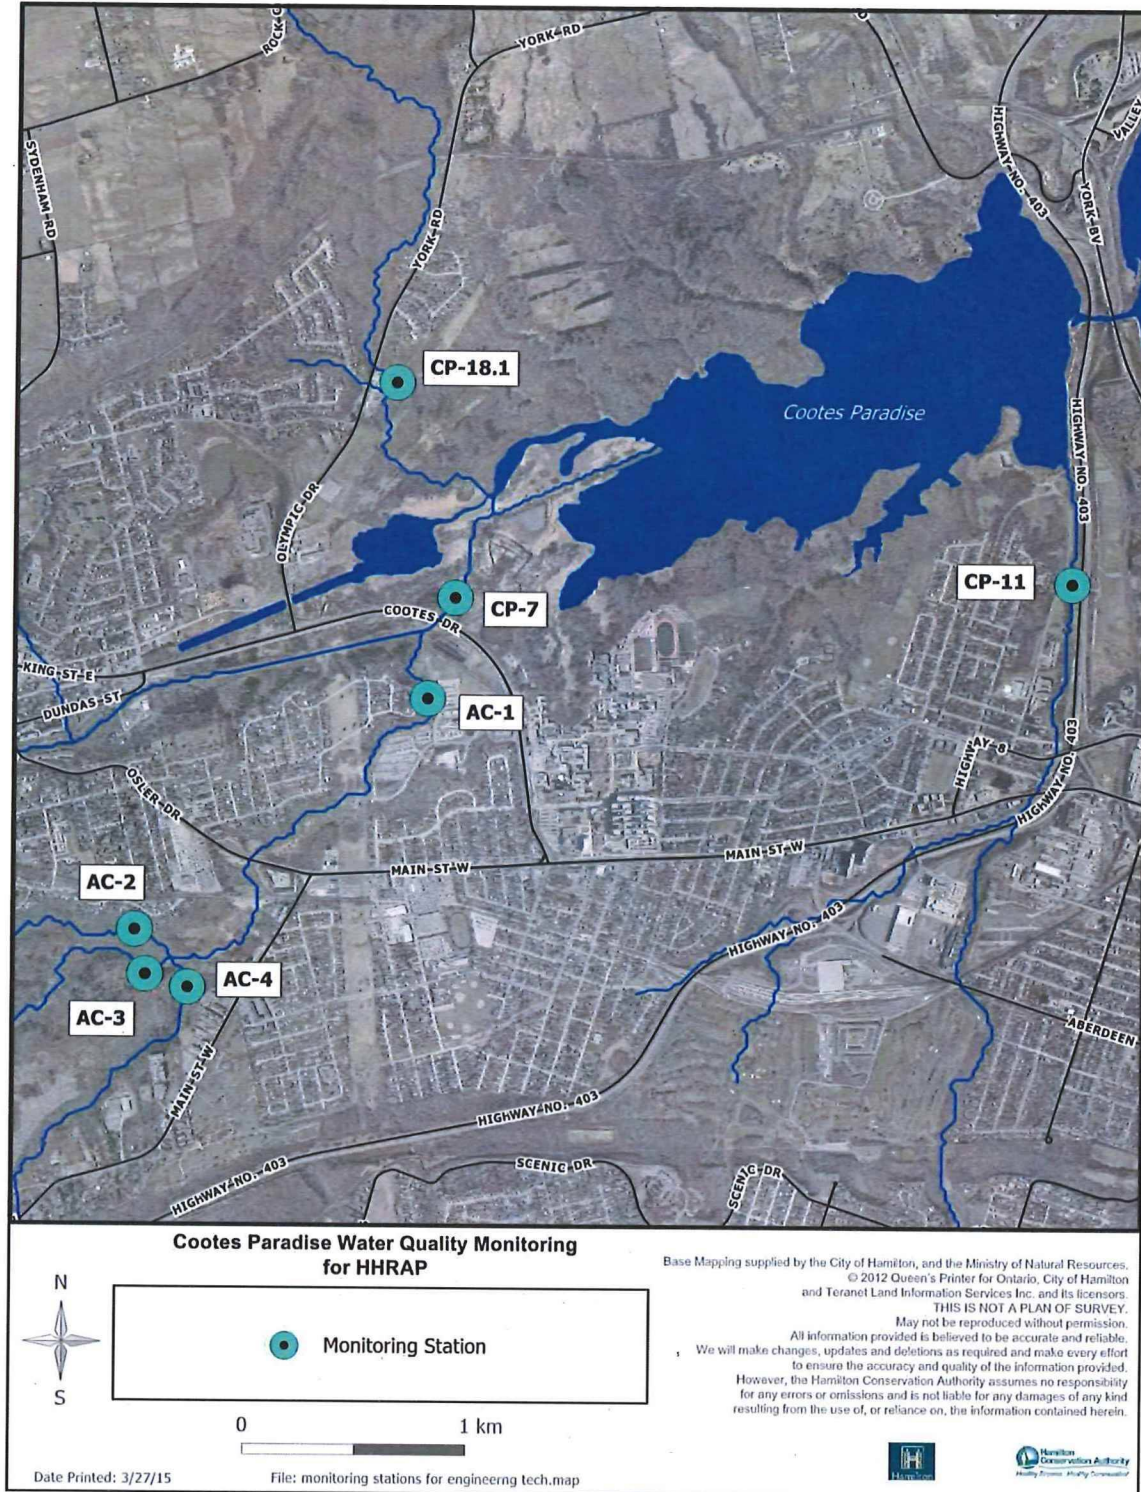 ROCK C
YORK RD
HIGHWAY NO. 403
VALLEY
SYDENHAM RD
YORK BV
YORK RD
CP-18.1
Cootes Paradise
HIGHWAY NO. 403
OLYMPIC DR
CP-11
CP-7
COOTES DR
KING ST E
DUNDAS ST
AC-1
HIGHWAY 8
HIGHWAY NO. 403
OSLER DR
MAIN ST W
MAIN ST W
AC-2
HIGHWAY NO. 403
AC-4
AC-3
ABERDEEN
MAIN ST W
HIGHWAY NO. 403
SCENIC DR
SCENIC DR
HIGHWAY NO. 403
Cootes Paradise Water Quality Monitoring
for HHRAP
N
S
Monitoring Station
0 1 km
Date Printed: 3/27/15 File: monitoring stations for engineerng tech.map
Base Mapping supplied by the City of Hamilton, and the Ministry of Natural Resources.
© 2012 Queen's Printer for Ontario, City of Hamilton
and Teranet Land Information Services Inc. and its licensors.
THIS IS NOT A PLAN OF SURVEY.
May not be reproduced without permission.
All information provided is believed to be accurate and reliable.
We will make changes, updates and deletions as required and make every effort
to ensure the accuracy and quality of the information provided.
However, the Hamilton Conservation Authority assumes no responsibility
for any errors or omissions and is not liable for any damages of any kind
resulting from the use of, or reliance on, the information contained herein.
Hamilton
Hamilton
Conservation Authority